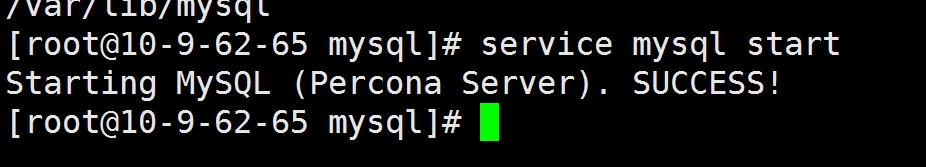 /var/lib/mysql
[root@10-9-62-65 mysql]# service mysql start
Starting MySQL (Percona Server). SUCCESS!
[root@10-9-62-65 mysql]#